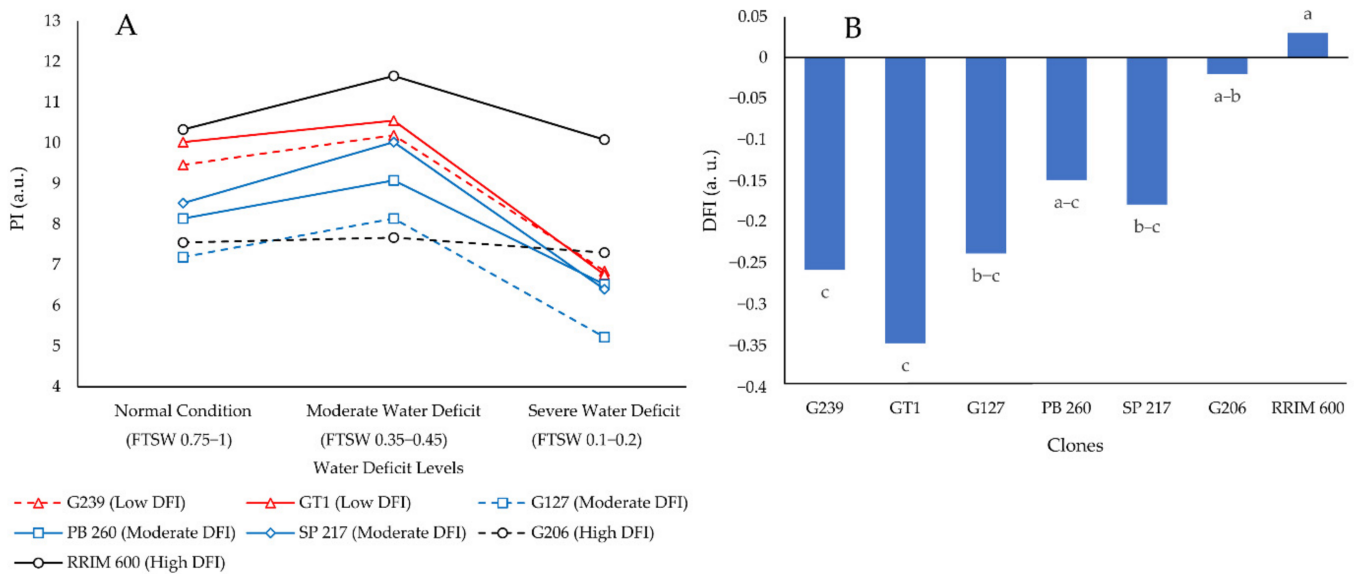 A
PI (a.u.)
13
12
11
10
9
8
7
6
5
4
Normal Condition
(FTSW 0.75−1)
Moderate Water Deficit
(FTSW 0.35−0.45)
Severe Water Deficit
(FTSW 0.1−0.2)
Water Deficit Levels
G239 (Low DFI)
GT1 (Low DFI)
G127 (Moderate DFI)
PB 260 (Moderate DFI)
SP 217 (Moderate DFI)
G206 (High DFI)
RRIM 600 (High DFI)
B
DFI (a. u.)
0.05
0
−0.05
−0.1
−0.15
−0.2
−0.25
−0.3
−0.35
−0.4
c
c
b−c
a−c
b−c
a−b
a
G239
GT1
G127
PB 260
SP 217
G206
RRIM 600
Clones